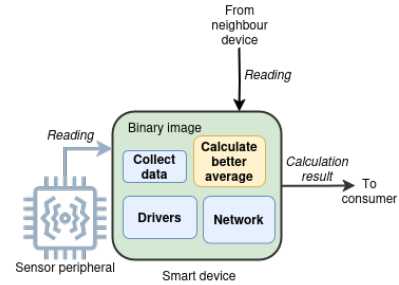 From
neighbour
device
Reading
Binary image
Reading
Collect
data
Calculate
better
average
Calculation
result
To
consumer
Drivers
Network
Sensor peripheral
Smart device